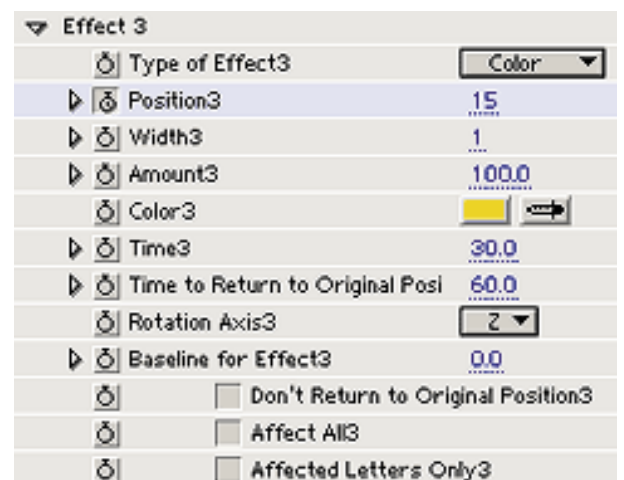 Effect 3
Type of Effect3 Color
Position3 15
Width3 1
Amount3 100.0
Color3
Time3 30.0
Time to Return to Original Posi 60.0
Rotation Axis3 Z
Baseline for Effect3 0.0
Don't Return to Original Position3
Affect All3
Affected Letters Only3